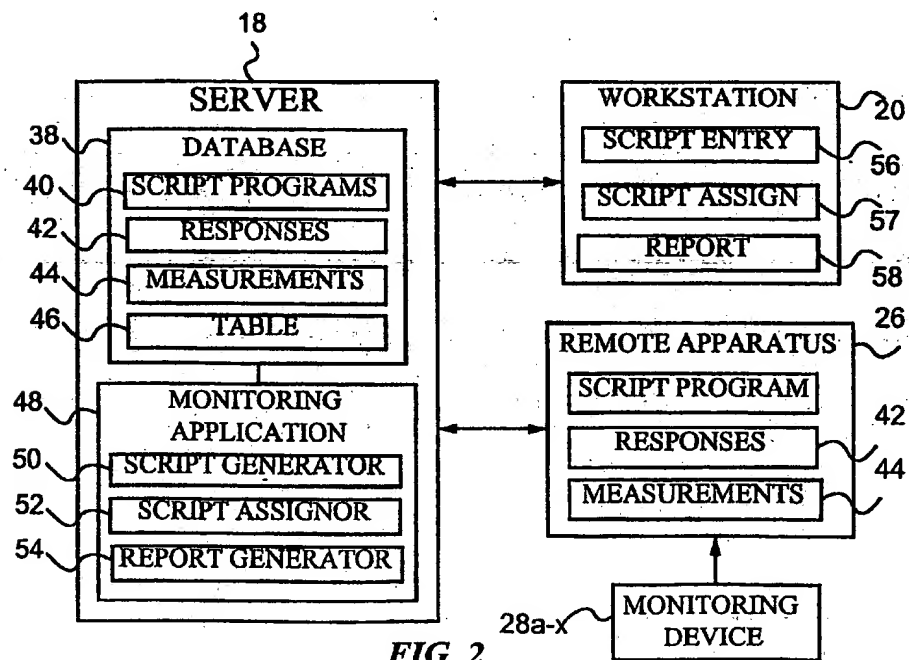 18
SERVER
38
DATABASE
40
SCRIPT PROGRAMS
42
RESPONSES
44
MEASUREMENTS
46
TABLE
48
MONITORING
APPLICATION
50
SCRIPT GENERATOR
52
SCRIPT ASSIGNOR
54
REPORT GENERATOR
WORKSTATION
20
SCRIPT ENTRY
56
SCRIPT ASSIGN
57
REPORT
58
26
REMOTE APPARATUS
SCRIPT PROGRAM
42
RESPONSES
44
MEASUREMENTS
28a-x
MONITORING
DEVICE
FIG. 2